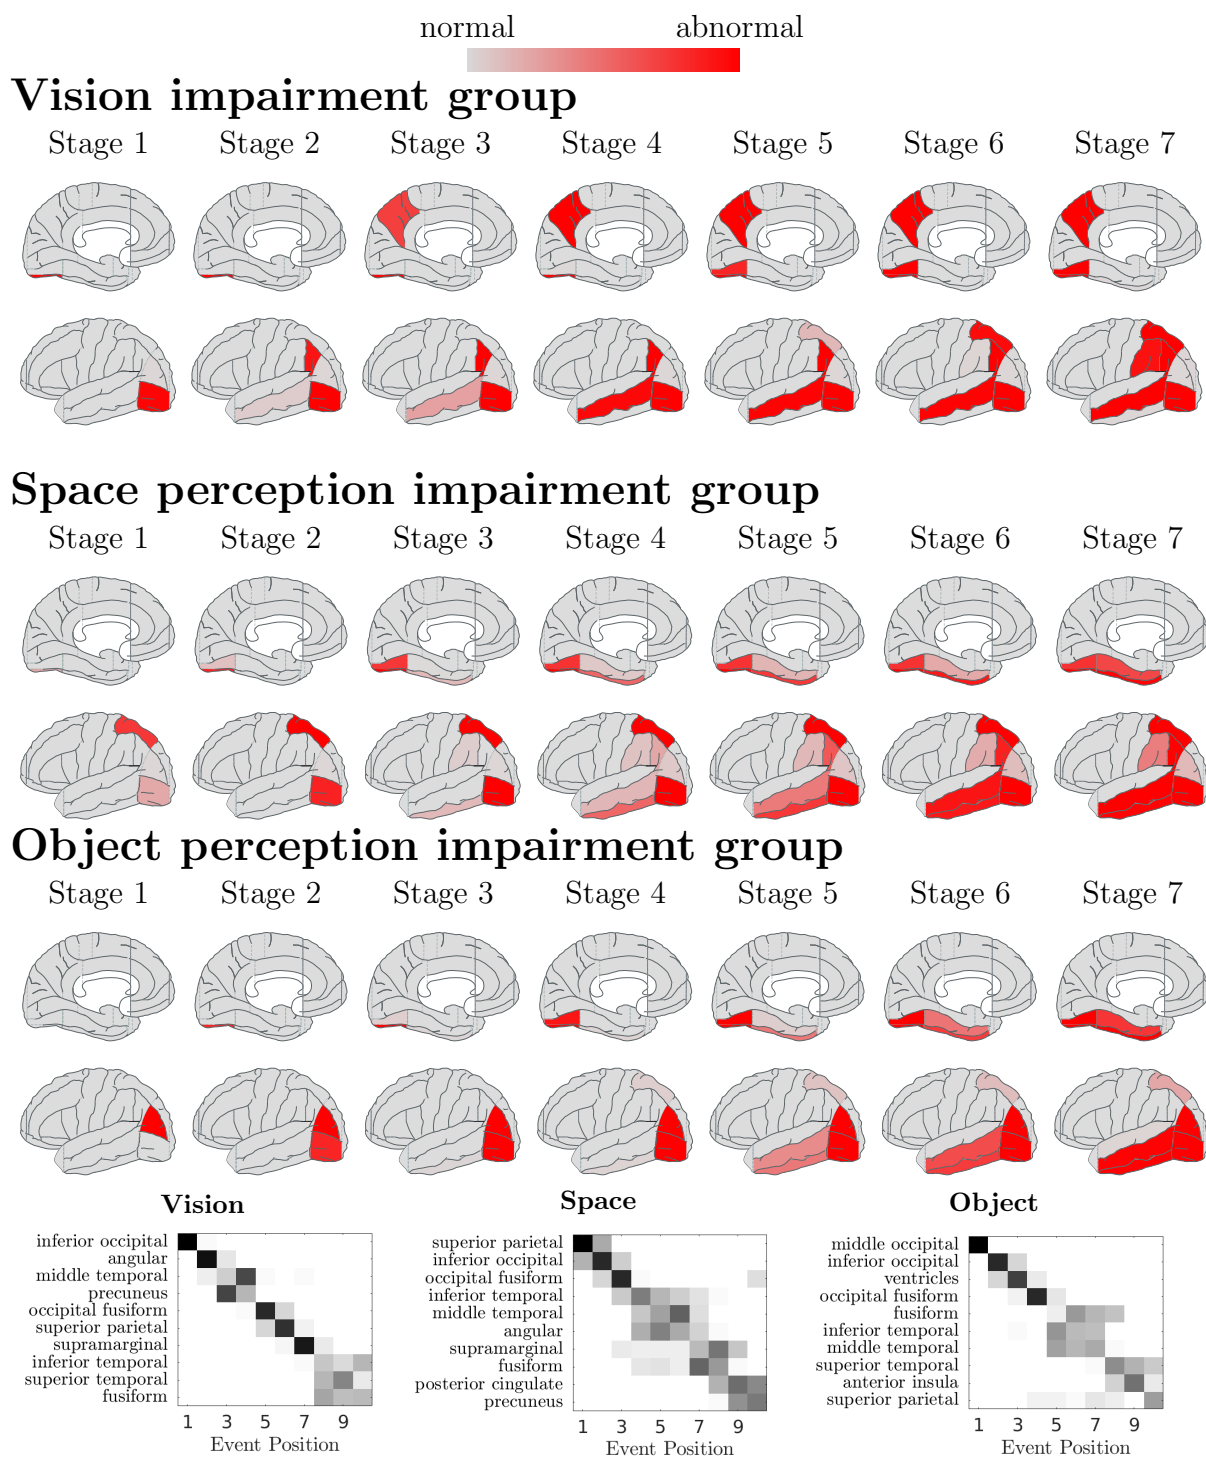 normal abnormal
Vision impairment group
Stage 1 Stage 2 Stage 3 Stage 4 Stage 5 Stage 6 Stage 7
Space perception impairment group
Stage 1 Stage 2 Stage 3 Stage 4 Stage 5 Stage 6 Stage 7
Object perception impairment group
Stage 1 Stage 2 Stage 3 Stage 4 Stage 5 Stage 6 Stage 7
Vision
inferior occipital
angular
middle temporal
precuneus
occipital fusiform
superior parietal
supramarginal
inferior temporal
superior temporal
fusiform
1 3 5 7 9
Event Position
Space
superior parietal
inferior occipital
occipital fusiform
inferior temporal
middle temporal
angular
supramarginal
fusiform
posterior cingulate
precuneus
1 3 5 7 9
Event Position
Object
middle occipital
inferior occipital
ventricles
occipital fusiform
fusiform
inferior temporal
middle temporal
superior temporal
anterior insula
superior parietal
1 3 5 7 9
Event Position